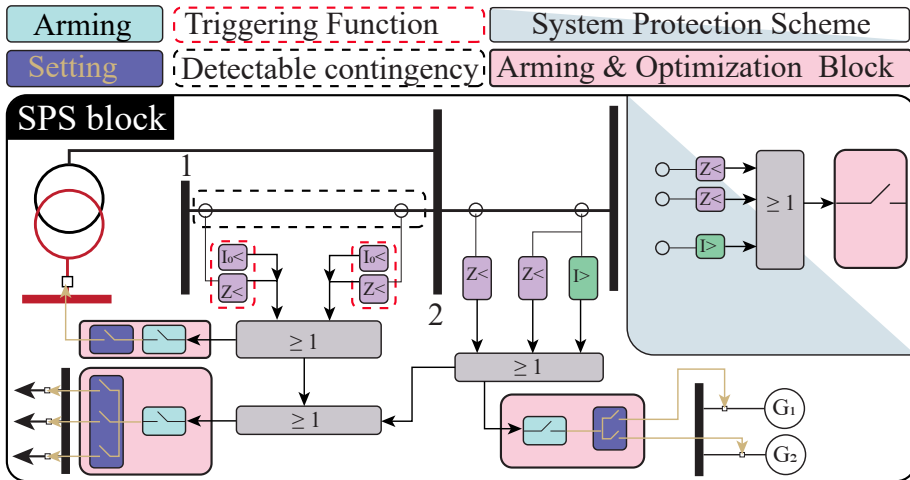 Arming
Triggering Function
System Protection Scheme
Setting
Detectable contingency
Arming & Optimization Block
SPS block
1
2
I₀<
Z<
I₀<
Z<
Z<
Z<
I>
Z<
Z<
I>
≥ 1
≥ 1
≥ 1
≥ 1
G₁
G₂